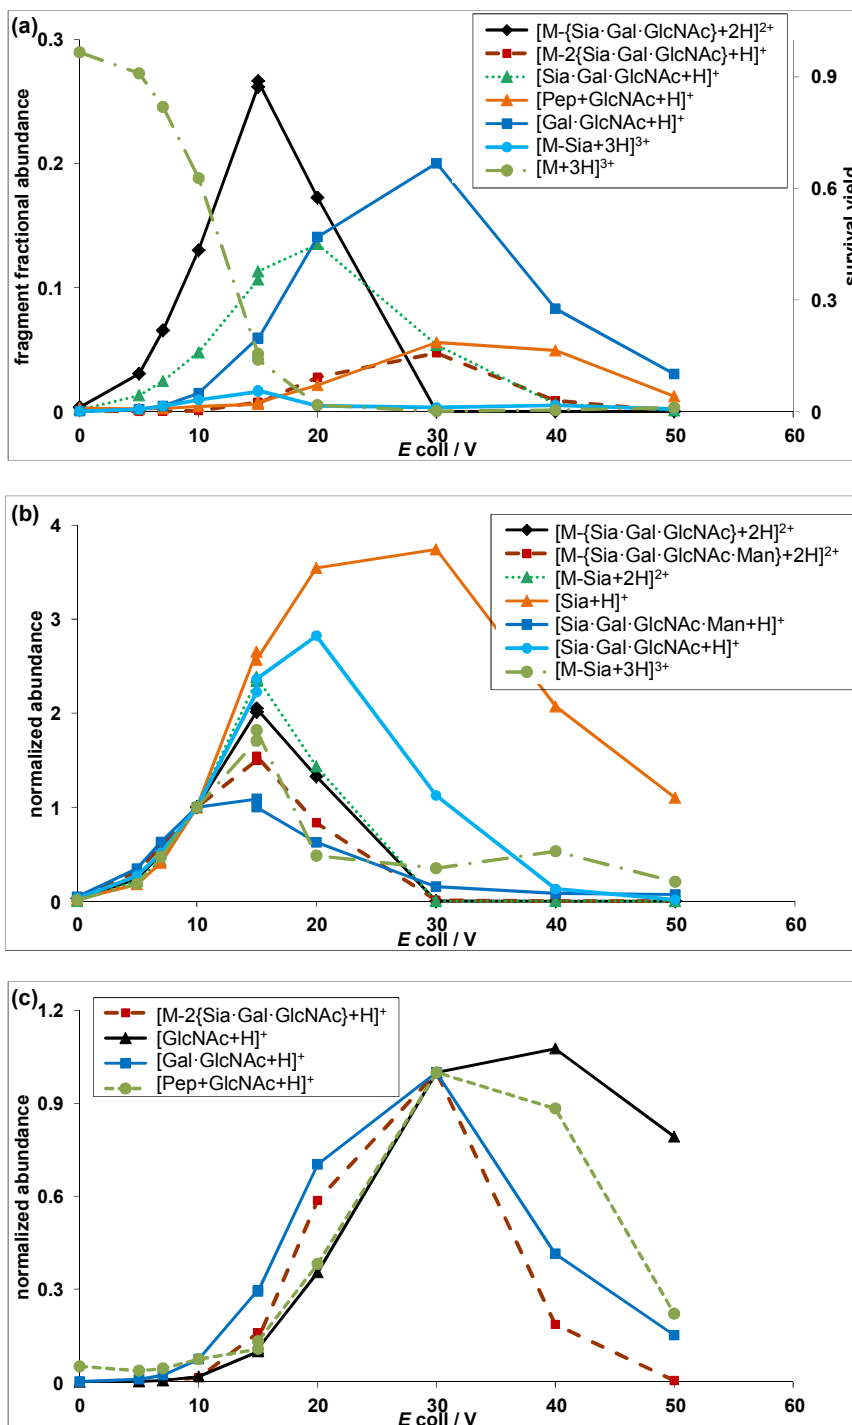 (a)
0.3
0.2
0.1
0
fragment fractional abundance
[M-{Sia·Gal·GlcNAc}+2H]²⁺
[M-2{Sia·Gal·GlcNAc}+H]⁺
[Sia·Gal·GlcNAc+H]⁺
[Pep+GlcNAc+H]⁺
[Gal·GlcNAc+H]⁺
[M-Sia+3H]³⁺
[M+3H]³⁺
0.9
0.6
0.3
0
survival yield
0 10 20 30 40 50 60
E coll / V
(b)
4
3
2
1
0
normalized abundance
[M-{Sia·Gal·GlcNAc}+2H]²⁺
[M-{Sia·Gal·GlcNAc·Man}+2H]²⁺
[M-Sia+2H]²⁺
[Sia+H]⁺
[Sia·Gal·GlcNAc·Man+H]⁺
[Sia·Gal·GlcNAc+H]⁺
[M-Sia+3H]³⁺
0 10 20 30 40 50 60
E coll / V
(c)
1.2
0.9
0.6
0.3
0
normalized abundance
[M-2{Sia·Gal·GlcNAc}+H]⁺
[GlcNAc+H]⁺
[Gal·GlcNAc+H]⁺
[Pep+GlcNAc+H]⁺
0 10 20 30 40 50 60
E coll / V